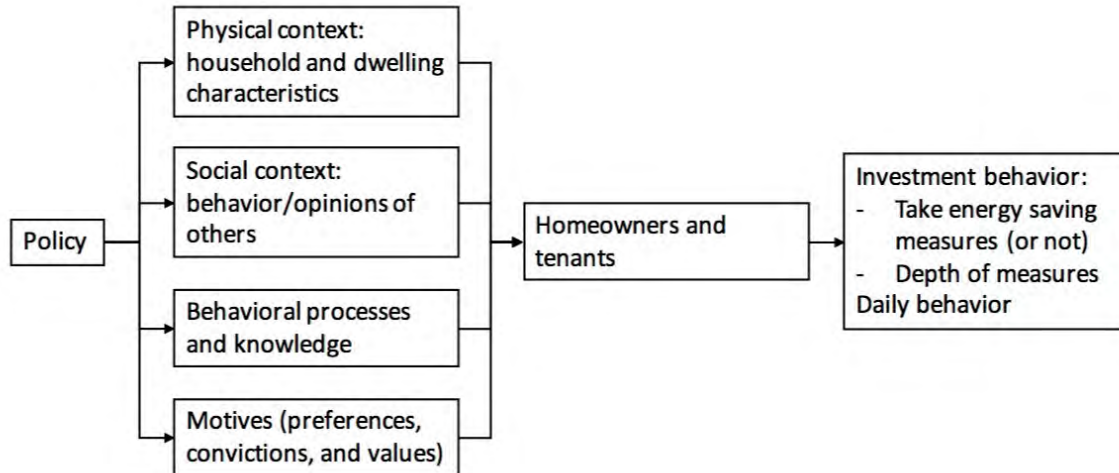 Physical context:
household and dwelling
characteristics
Social context:
behavior/opinions of
others
Policy
Behavioral processes
and knowledge
Motives (preferences,
convictions, and values)
Homeowners and
tenants
Investment behavior:
- Take energy saving
measures (or not)
- Depth of measures
Daily behavior